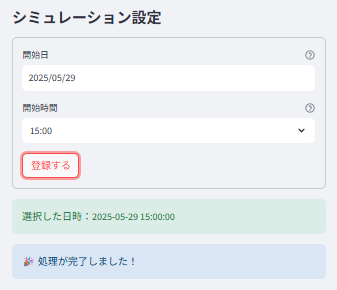 シミュレーション設定
開始日
2025/05/29
開始時間
15:00
登録する
選択した日時：2025-05-29 15:00:00
🎉 処理が完了しました！